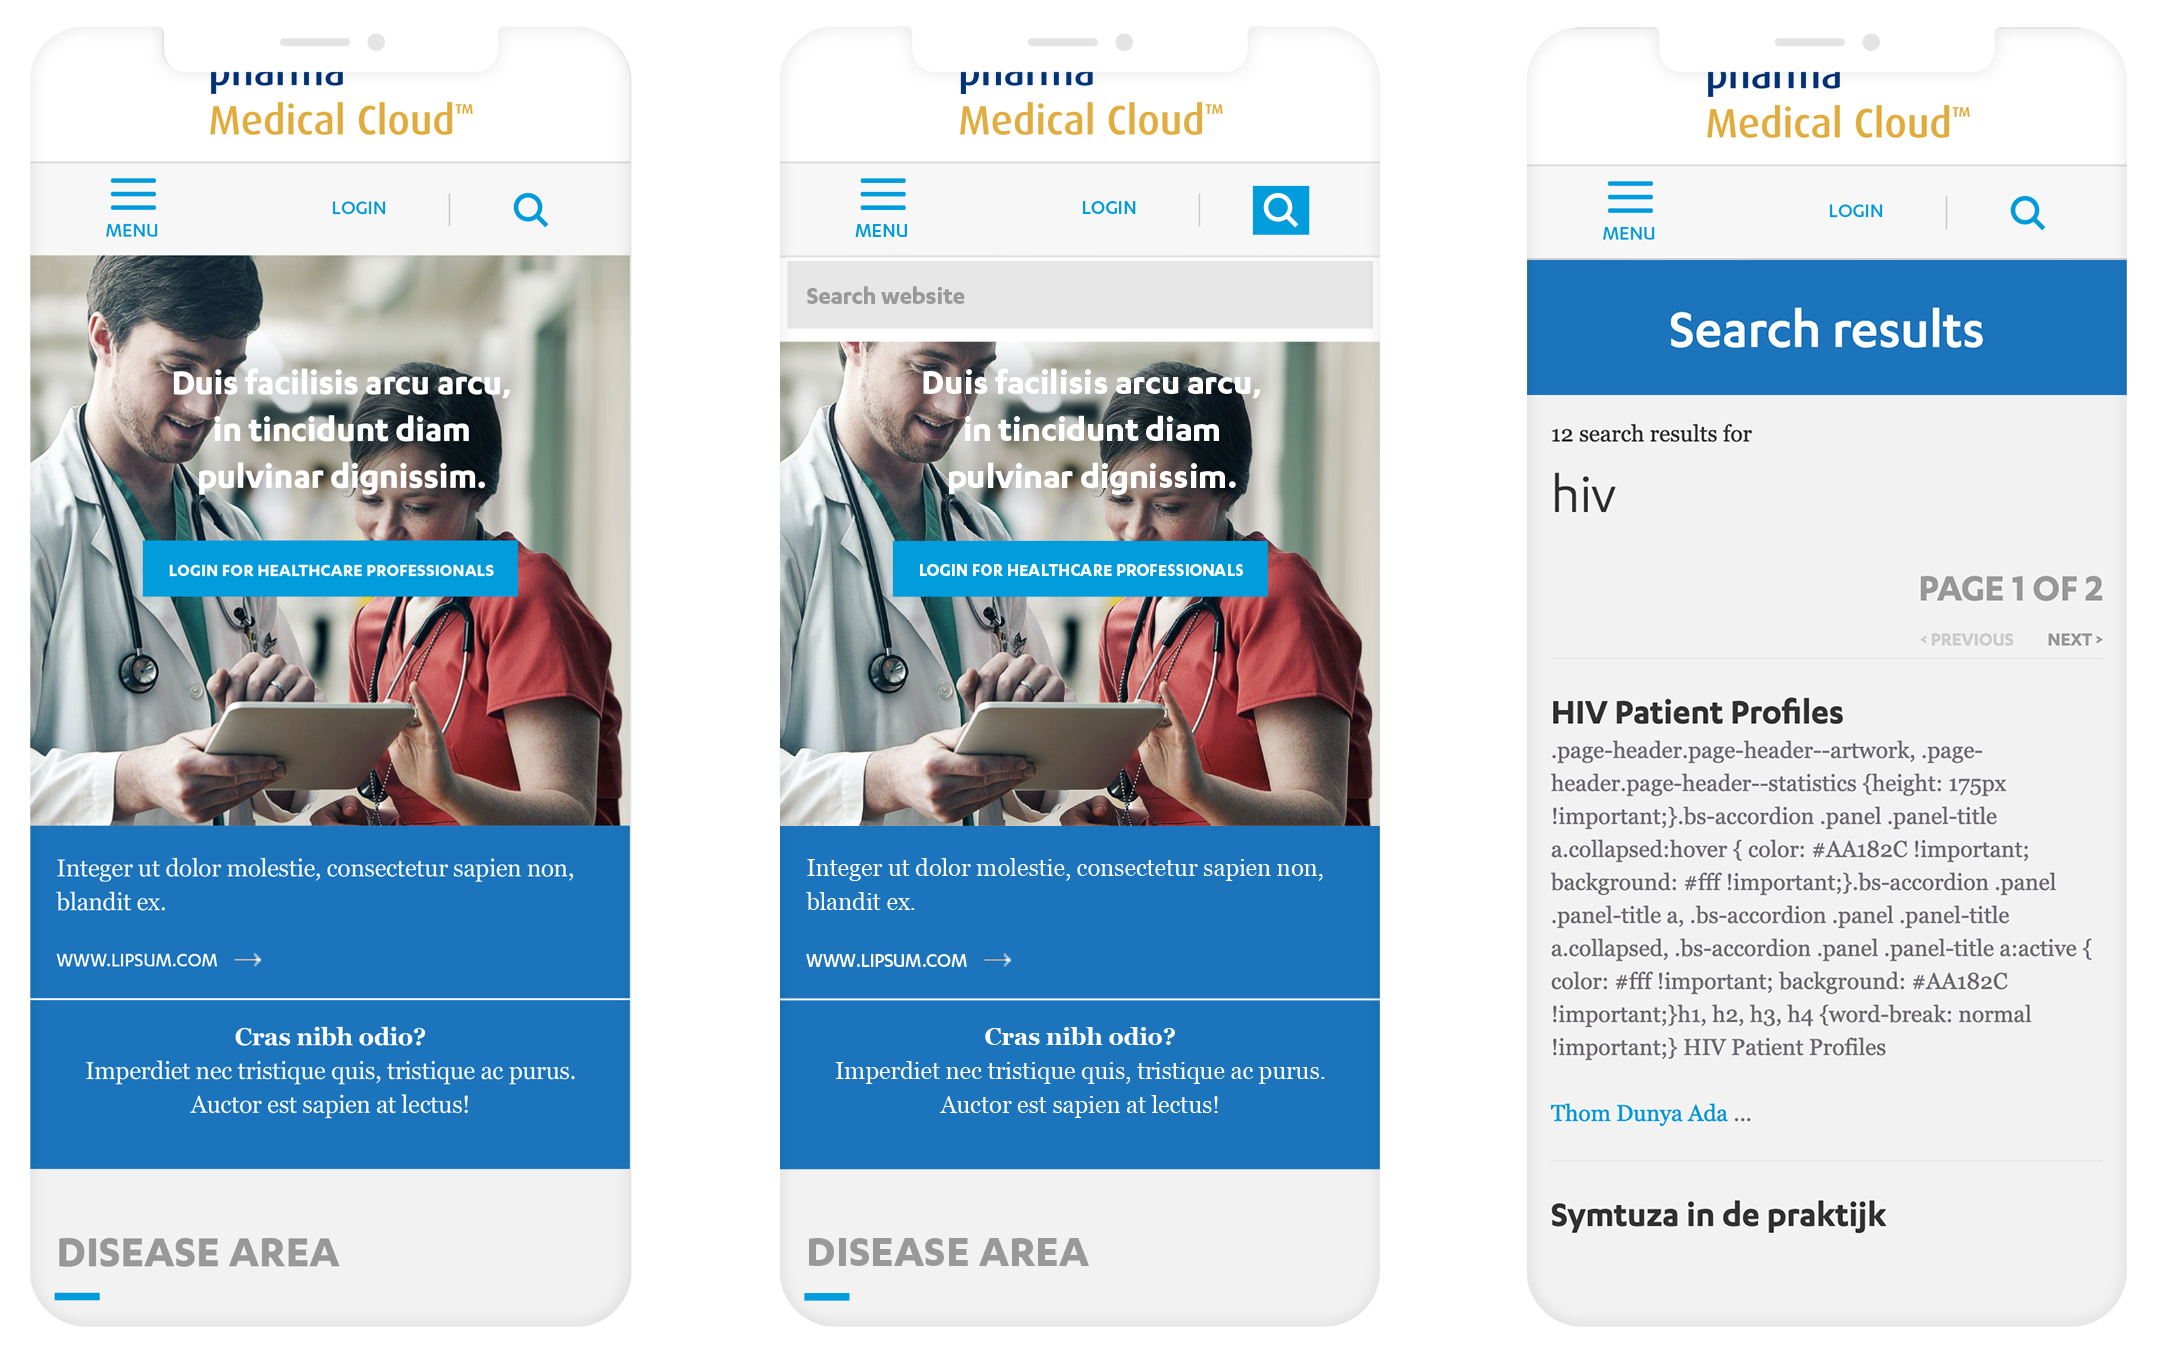 pharma
Medical Cloud™
MENU
LOGIN
Duis facilisis arcu arcu,
in tincidunt diam
pulvinar dignissim.
LOGIN FOR HEALTHCARE PROFESSIONALS
Integer ut dolor molestie, consectetur sapien non,
blandit ex.
WWW.LIPSUM.COM →
Cras nibh odio?
Imperdiet nec tristique quis, tristique ac purus.
Auctor est sapien at lectus!
DISEASE AREA
pharma
Medical Cloud™
MENU
LOGIN
Search website
Duis facilisis arcu arcu,
in tincidunt diam
pulvinar dignissim.
LOGIN FOR HEALTHCARE PROFESSIONALS
Integer ut dolor molestie, consectetur sapien non,
blandit ex.
WWW.LIPSUM.COM →
Cras nibh odio?
Imperdiet nec tristique quis, tristique ac purus.
Auctor est sapien at lectus!
DISEASE AREA
pharma
Medical Cloud™
MENU
LOGIN
Search results
12 search results for
hiv
PAGE 1 OF 2
< PREVIOUS NEXT >
HIV Patient Profiles
.page-header.page-header--artwork, .page-
header.page-header--statistics {height: 175px
!important;}.bs-accordion .panel .panel-title
a.collapsed:hover { color: #AA182C !important;
background: #fff !important;}.bs-accordion .panel
.panel-title a, .bs-accordion .panel .panel-title
a.collapsed, .bs-accordion .panel .panel-title a:active {
color: #fff !important; background: #AA182C
!important;}h1, h2, h3, h4 {word-break: normal
!important;} HIV Patient Profiles
Thom Dunya Ada ...
Symtuza in de praktijk